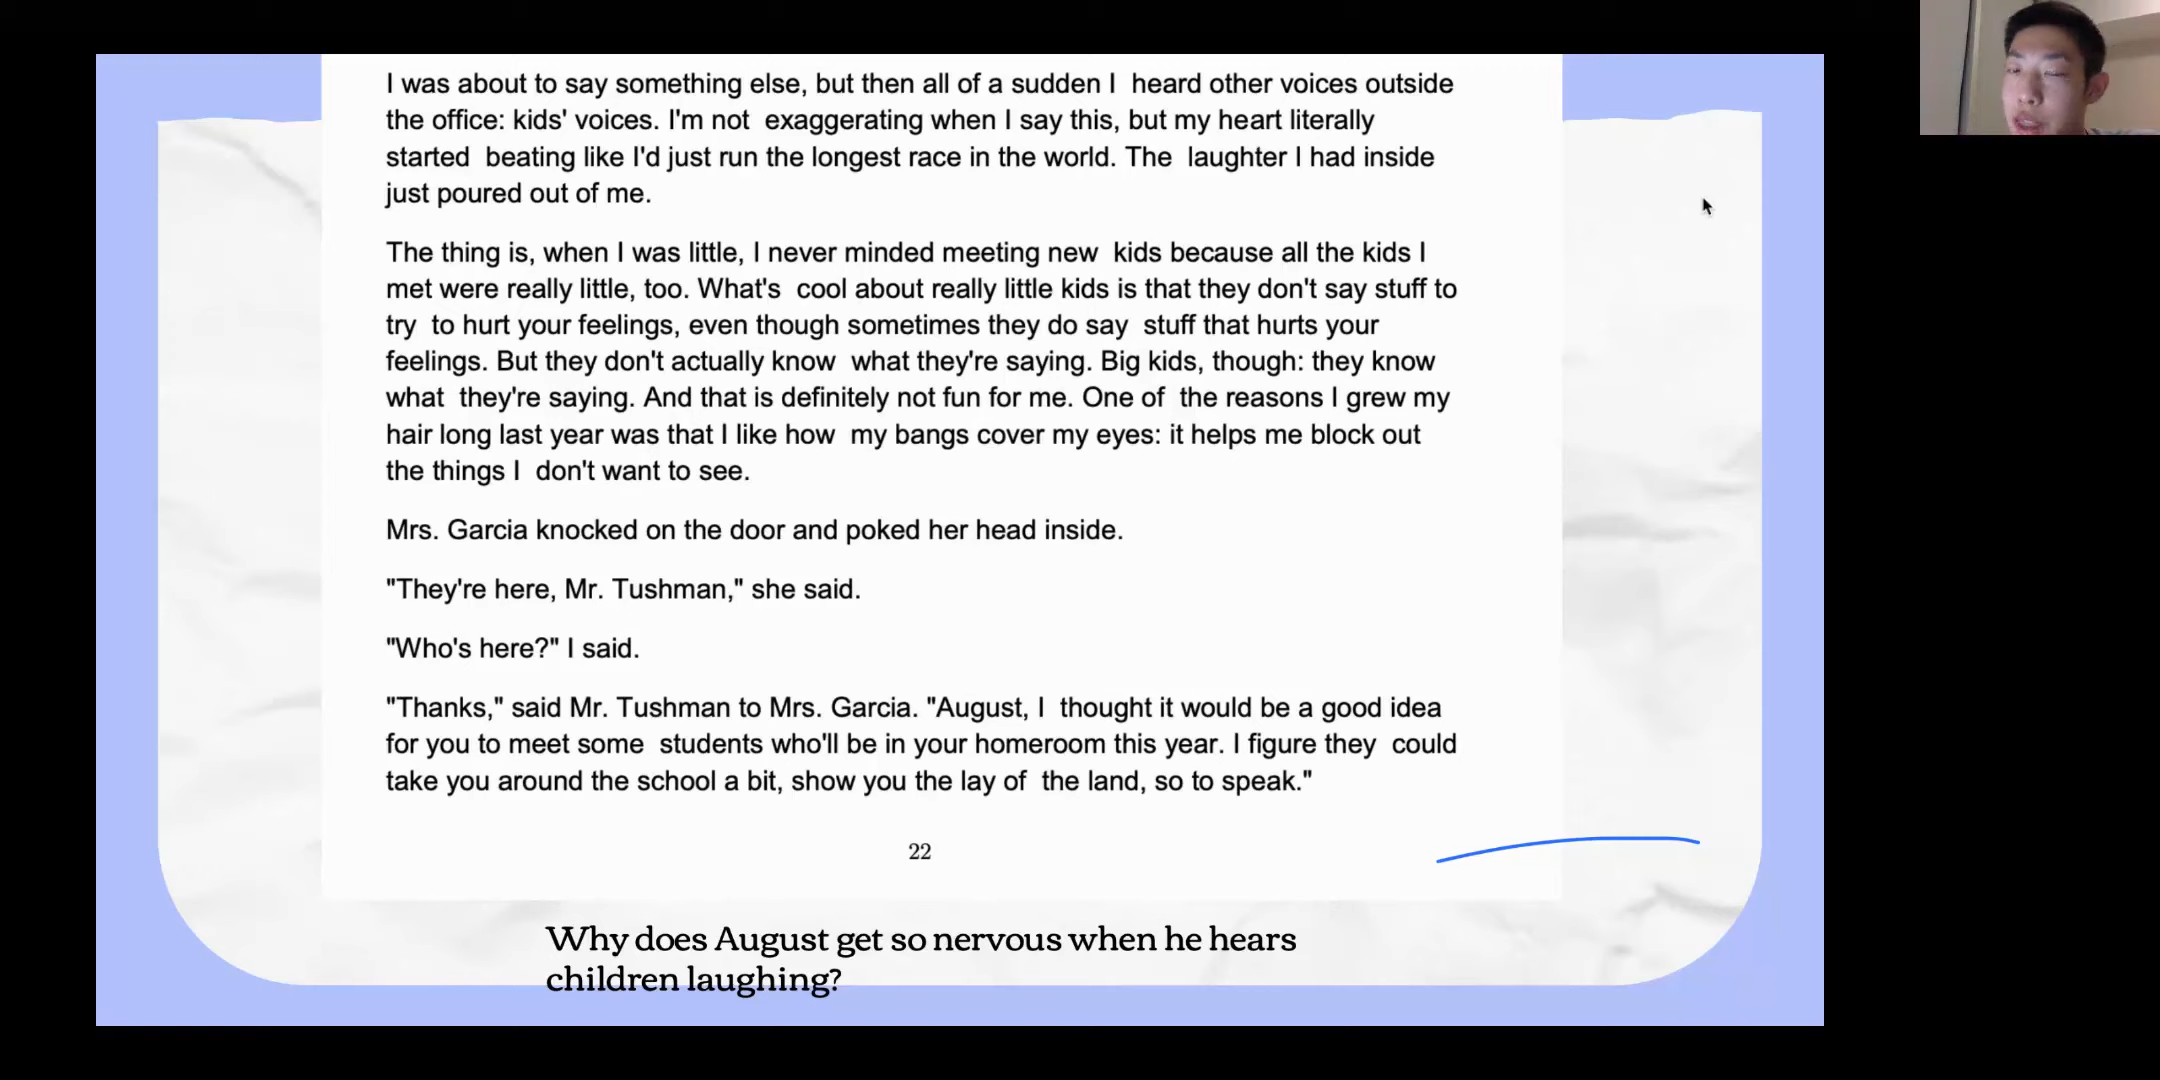 I was about to say something else, but then all of a sudden I heard other voices outside
the office: kids' voices. I'm not exaggerating when I say this, but my heart literally
started beating like I'd just run the longest race in the world. The laughter I had inside
just poured out of me.
The thing is, when I was little, I never minded meeting new kids because all the kids I
met were really little, too. What's cool about really little kids is that they don't say stuff to
try to hurt your feelings, even though sometimes they do say stuff that hurts your
feelings. But they don't actually know what they're saying. Big kids, though: they know
what they're saying. And that is definitely not fun for me. One of the reasons I grew my
hair long last year was that I like how my bangs cover my eyes: it helps me block out
the things I don't want to see.
Mrs. Garcia knocked on the door and poked her head inside.
"They're here, Mr. Tushman," she said.
"Who's here?" I said.
"Thanks," said Mr. Tushman to Mrs. Garcia. "August, I thought it would be a good idea
for you to meet some students who'll be in your homeroom this year. I figure they could
take you around the school a bit, show you the lay of the land, so to speak."
22
Why does August get so nervous when he hears
children laughing?